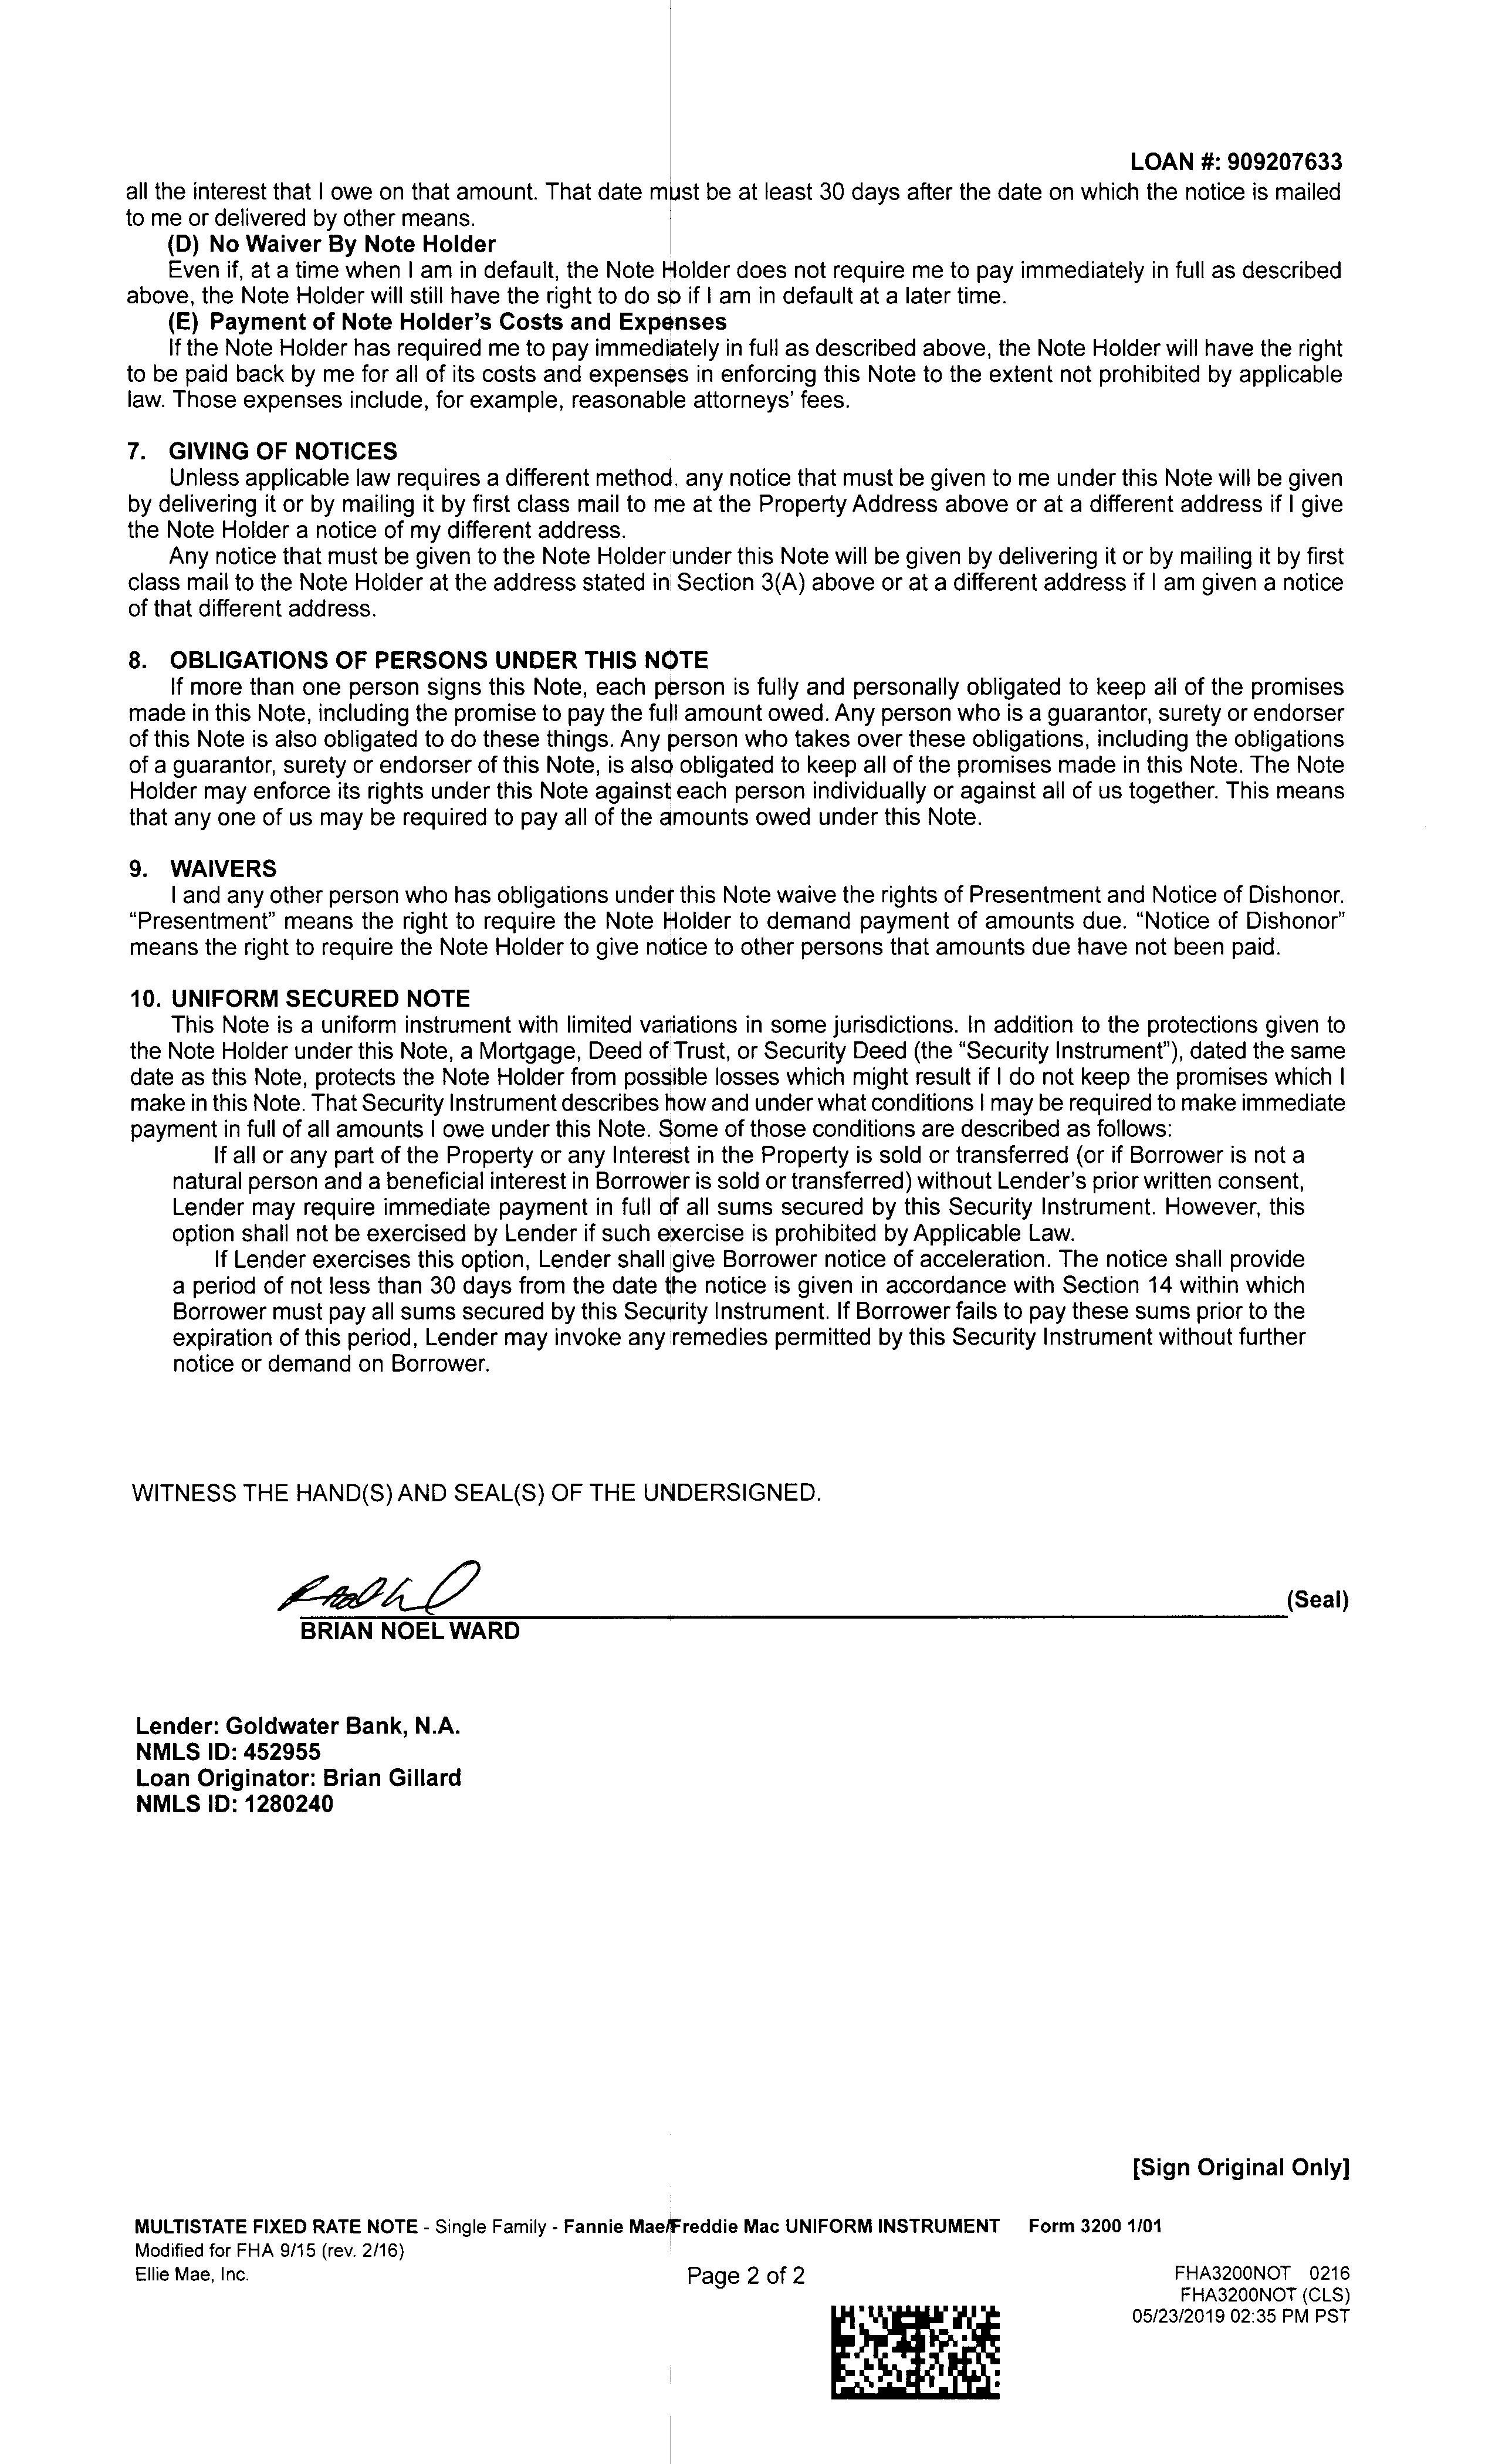 LOAN #: 909207633
all the interest that I owe on that amount. That date must be at least 30 days after the date on which the notice is mailed
to me or delivered by other means.
(D) No Waiver By Note Holder
Even if, at a time when I am in default, the Note Holder does not require me to pay immediately in full as described
above, the Note Holder will still have the right to do so if I am in default at a later time.
(E) Payment of Note Holder's Costs and Expenses
If the Note Holder has required me to pay immediately in full as described above, the Note Holder will have the right
to be paid back by me for all of its costs and expenses in enforcing this Note to the extent not prohibited by applicable
law. Those expenses include, for example, reasonable attorneys' fees.
7. GIVING OF NOTICES
Unless applicable law requires a different method, any notice that must be given to me under this Note will be given
by delivering it or by mailing it by first class mail to me at the Property Address above or at a different address if I give
the Note Holder a notice of my different address.
Any notice that must be given to the Note Holder under this Note will be given by delivering it or by mailing it by first
class mail to the Note Holder at the address stated in Section 3(A) above or at a different address if I am given a notice
of that different address.
8. OBLIGATIONS OF PERSONS UNDER THIS NOTE
If more than one person signs this Note, each person is fully and personally obligated to keep all of the promises
made in this Note, including the promise to pay the full amount owed. Any person who is a guarantor, surety or endorser
of this Note is also obligated to do these things. Any person who takes over these obligations, including the obligations
of a guarantor, surety or endorser of this Note, is also obligated to keep all of the promises made in this Note. The Note
Holder may enforce its rights under this Note against each person individually or against all of us together. This means
that any one of us may be required to pay all of the amounts owed under this Note.
9. WAIVERS
I and any other person who has obligations under this Note waive the rights of Presentment and Notice of Dishonor.
“Presentment” means the right to require the Note Holder to demand payment of amounts due. “Notice of Dishonor”
means the right to require the Note Holder to give notice to other persons that amounts due have not been paid.
10. UNIFORM SECURED NOTE
This Note is a uniform instrument with limited variations in some jurisdictions. In addition to the protections given to
the Note Holder under this Note, a Mortgage, Deed of Trust, or Security Deed (the “Security Instrument”), dated the same
date as this Note, protects the Note Holder from possible losses which might result if I do not keep the promises which I
make in this Note. That Security Instrument describes how and under what conditions I may be required to make immediate
payment in full of all amounts I owe under this Note. Some of those conditions are described as follows:
If all or any part of the Property or any Interest in the Property is sold or transferred (or if Borrower is not a
natural person and a beneficial interest in Borrower is sold or transferred) without Lender's prior written consent,
Lender may require immediate payment in full of all sums secured by this Security Instrument. However, this
option shall not be exercised by Lender if such exercise is prohibited by Applicable Law.
If Lender exercises this option, Lender shall give Borrower notice of acceleration. The notice shall provide
a period of not less than 30 days from the date the notice is given in accordance with Section 14 within which
Borrower must pay all sums secured by this Security Instrument. If Borrower fails to pay these sums prior to the
expiration of this period, Lender may invoke any remedies permitted by this Security Instrument without further
notice or demand on Borrower.
WITNESS THE HAND(S) AND SEAL(S) OF THE UNDERSIGNED.
(Seal)
BRIAN NOEL WARD
Lender: Goldwater Bank, N.A.
NMLS ID: 452955
Loan Originator: Brian Gillard
NMLS ID: 1280240
[Sign Original Only]
MULTISTATE FIXED RATE NOTE - Single Family - Fannie Mae/Freddie Mac UNIFORM INSTRUMENT Form 3200 1/01
Modified for FHA 9/15 (rev. 2/16)
Ellie Mae, Inc.
Page 2 of 2
FHA3200NOT 0216
FHA3200NOT (CLS)
05/23/2019 02:35 PM PST